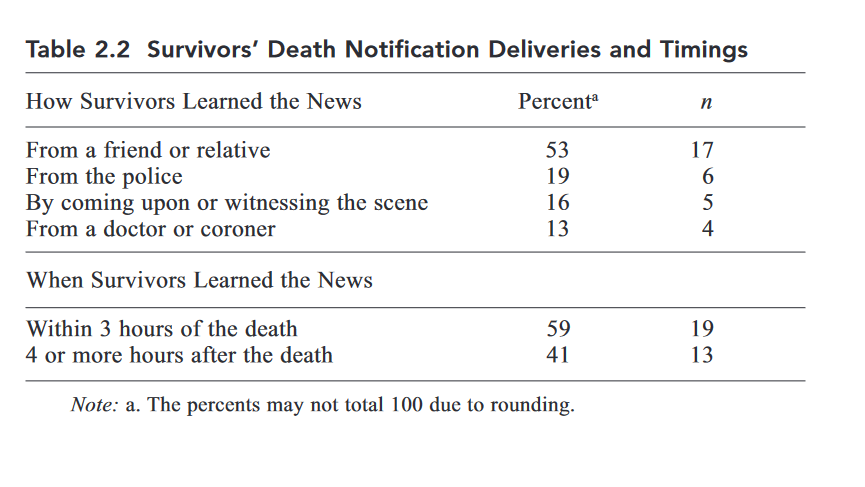 Table 2.2 Survivors' Death Notification Deliveries and Timings
How Survivors Learned the News Percentᵃ n
From a friend or relative 53 17
From the police 19 6
By coming upon or witnessing the scene 16 5
From a doctor or coroner 13 4
When Survivors Learned the News
Within 3 hours of the death 59 19
4 or more hours after the death 41 13
Note: a. The percents may not total 100 due to rounding.